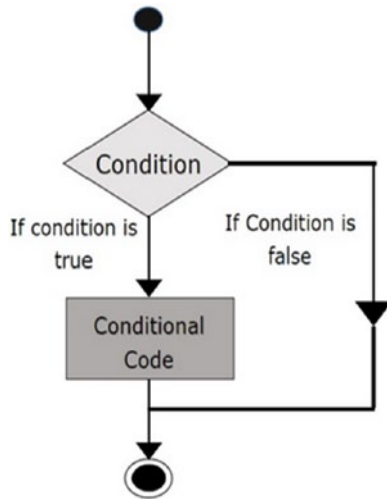 Condition
If condition is
true
If Condition is
false
Conditional
Code